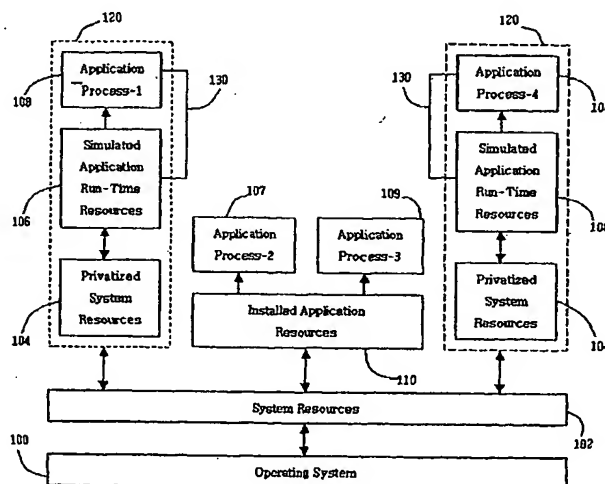 120
120
108
Application
Process-1
130
130
Application
Process-4
Simulated
Application
Run-Time
Resources
106
Simulated
Application
Run-Time
Resources
107
109
Application
Process-2
Application
Process-3
Privatized
System
Resources
104
Privatized
System
Resources
Installed Application
Resources
110
System Resources
102
100
Operating System